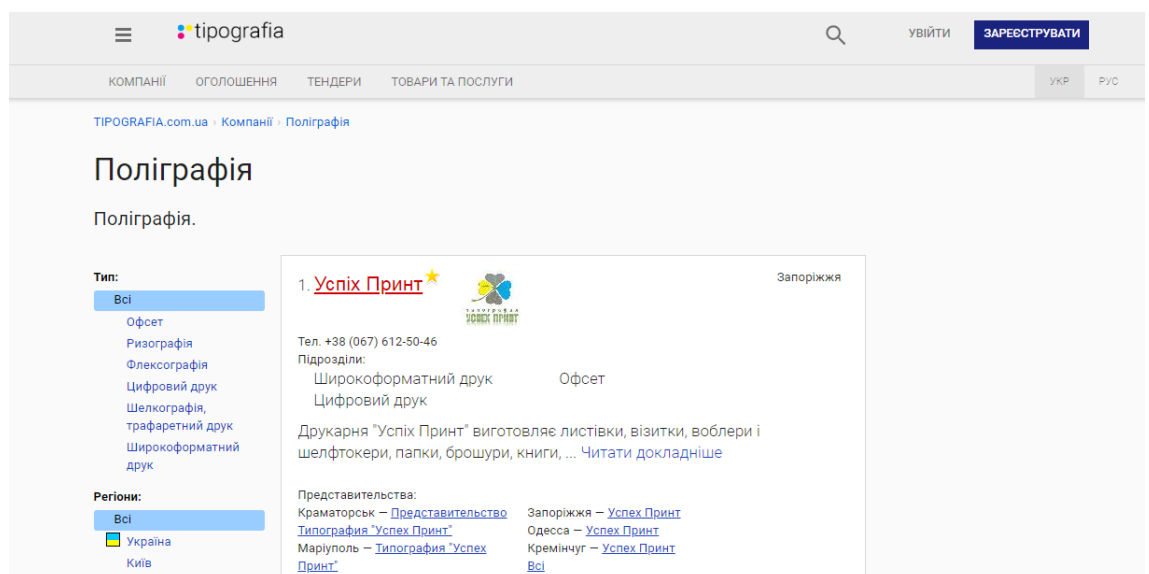 tipografia
УВІЙТИ
ЗАРЕЄСТРУВАТИ
КОМПАНІЇ ОГОЛОШЕННЯ ТЕНДЕРИ ТОВАРИ ТА ПОСЛУГИ
УКР РУС
TIPOGRAFIA.com.ua › Компанії › Поліграфія
Поліграфія
Поліграфія.
Тип:
Всі
Офсет
Ризографія
Флексографія
Цифровий друк
Шелкографія,
трафаретний друк
Широкоформатний
друк
Регіони:
Всі
Україна
Київ
1. Успіх Принт
типография
УСПЕХ ПРИНТ
Запоріжжя
Тел. +38 (067) 612-50-46
Підрозділи:
Широкоформатний друк Офсет
Цифровий друк
Друкарня "Успіх Принт" виготовляє листівки, візитки, воблери і
шелфтокери, папки, брошури, книги, ... Читати докладніше
Представительства:
Краматорськ — Представительство
Типография "Успех Принт"
Маріуполь — Типография "Успех
Принт"
Запоріжжя — Успех Принт
Одесса — Успех Принт
Кремінчуг — Успех Принт
Всі